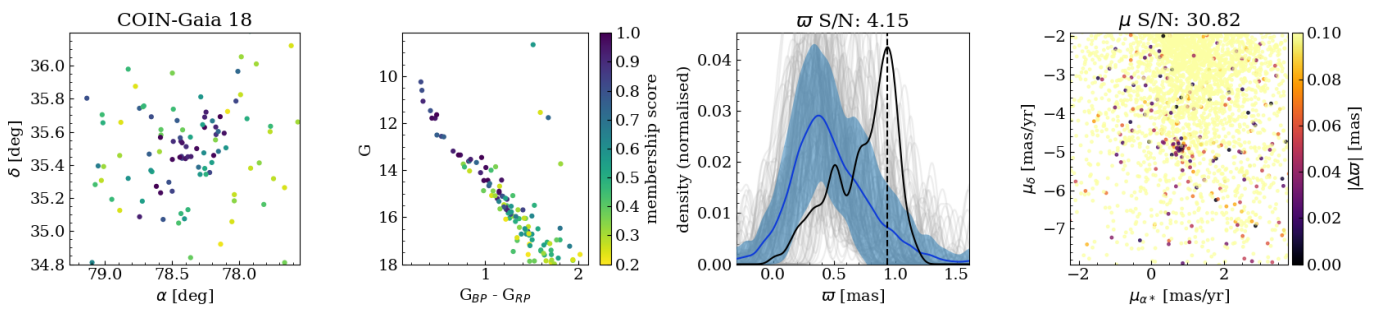 COIN-Gaia 18
36.0
35.8
35.6
35.4
35.2
35.0
34.8
79.0 78.5 78.0
δ [deg]
α [deg]
10
12
14
16
18
1 2
G
G_BP - G_RP
1.0
0.9
0.8
0.7
0.6
0.5
0.4
0.3
0.2
membership score
ϖ S/N: 4.15
0.04
0.03
0.02
0.01
0.00
0.0 0.5 1.0 1.5
density (normalised)
ϖ [mas]
μ S/N: 30.82
−2
−3
−4
−5
−6
−7
−2 0 2
μ_δ [mas/yr]
μ_α* [mas/yr]
0.10
0.08
0.06
0.04
0.02
0.00
|Δϖ| [mas]